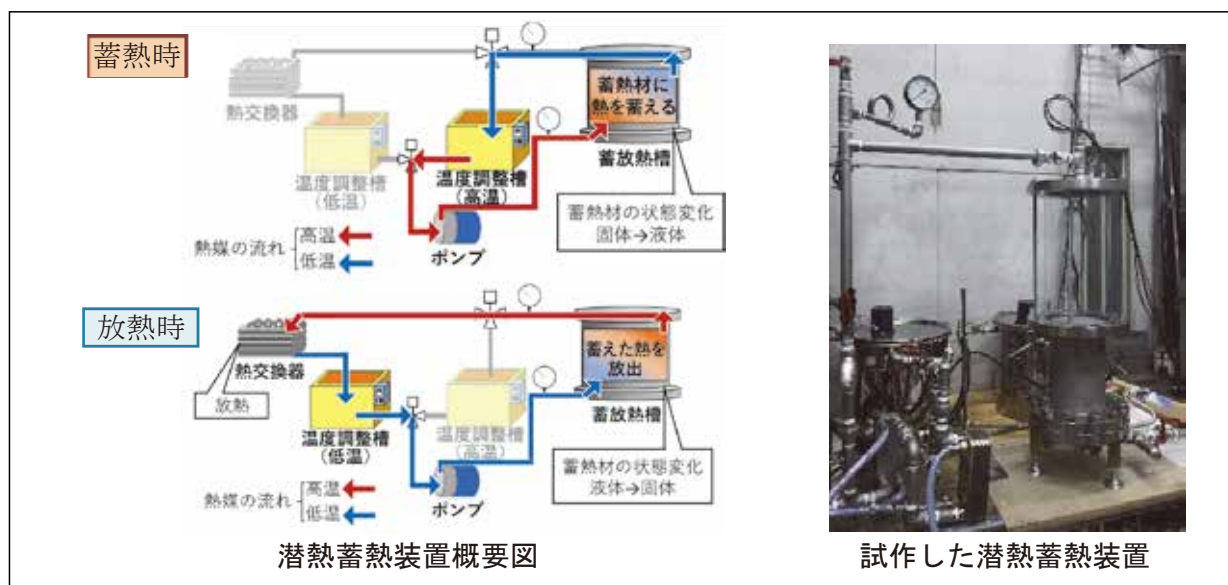 蓄熱時
熱交換器
温度調整槽
(低温)
温度調整槽
(高温)
ポンプ
蓄熱材に
熱を蓄える
蓄放熱槽
蓄熱材の状態変化
固体→液体
熱媒の流れ
高温
低温
放熱時
熱交換器
放熱
温度調整槽
(低温)
温度調整槽
(高温)
ポンプ
蓄えた熱を
放出
蓄放熱槽
蓄熱材の状態変化
液体→固体
熱媒の流れ
高温
低温
潜熱蓄熱装置概要図
試作した潜熱蓄熱装置